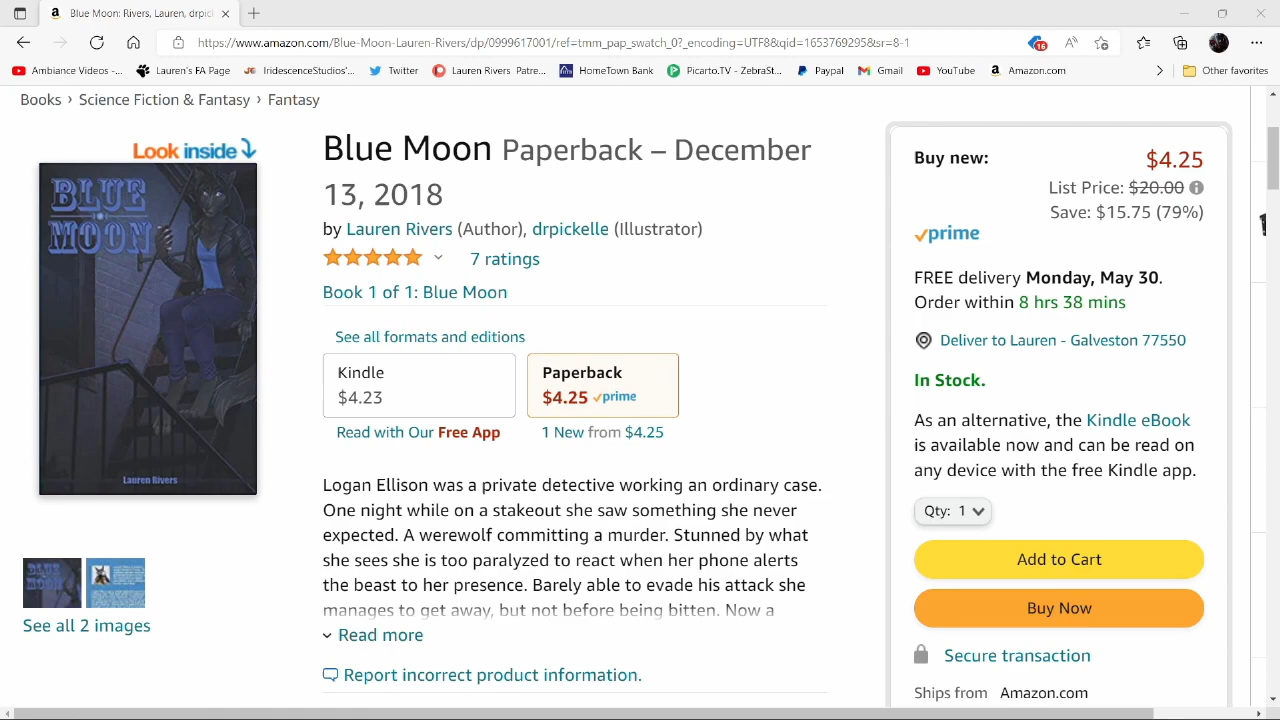 Blue Moon: Rivers, Lauren, drpick
https://www.amazon.com/Blue-Moon-Lauren-Rivers/dp/0999617001/ref=tmm_pap_swatch_0?_encoding=UTF8&qid=1653769295&sr=8-1
16
Ambiance Videos -... Lauren's FA Page IridescenceStudios'... Twitter Lauren Rivers Patre... HomeTown Bank Picarto.TV - ZebraSt... Paypal Gmail YouTube Amazon.com Other favorites
Books › Science Fiction & Fantasy › Fantasy
Look inside
BLUE MOON
Lauren Rivers
See all 2 images
Blue Moon Paperback – December
13, 2018
by Lauren Rivers (Author), drpickelle (Illustrator)
7 ratings
Book 1 of 1: Blue Moon
See all formats and editions
Kindle
$4.23
Read with Our Free App
Paperback
$4.25 prime
1 New from $4.25
Logan Ellison was a private detective working an ordinary case.
One night while on a stakeout she saw something she never
expected. A werewolf committing a murder. Stunned by what
she sees she is too paralyzed to react when her phone alerts
the beast to her presence. Barely able to evade his attack she
manages to get away, but not before being bitten. Now a
Read more
Report incorrect product information.
Buy new: $4.25
List Price: $20.00
Save: $15.75 (79%)
prime
FREE delivery Monday, May 30.
Order within 8 hrs 38 mins
Deliver to Lauren - Galveston 77550
In Stock.
As an alternative, the Kindle eBook
is available now and can be read on
any device with the free Kindle app.
Qty: 1
Add to Cart
Buy Now
Secure transaction
Ships from Amazon.com